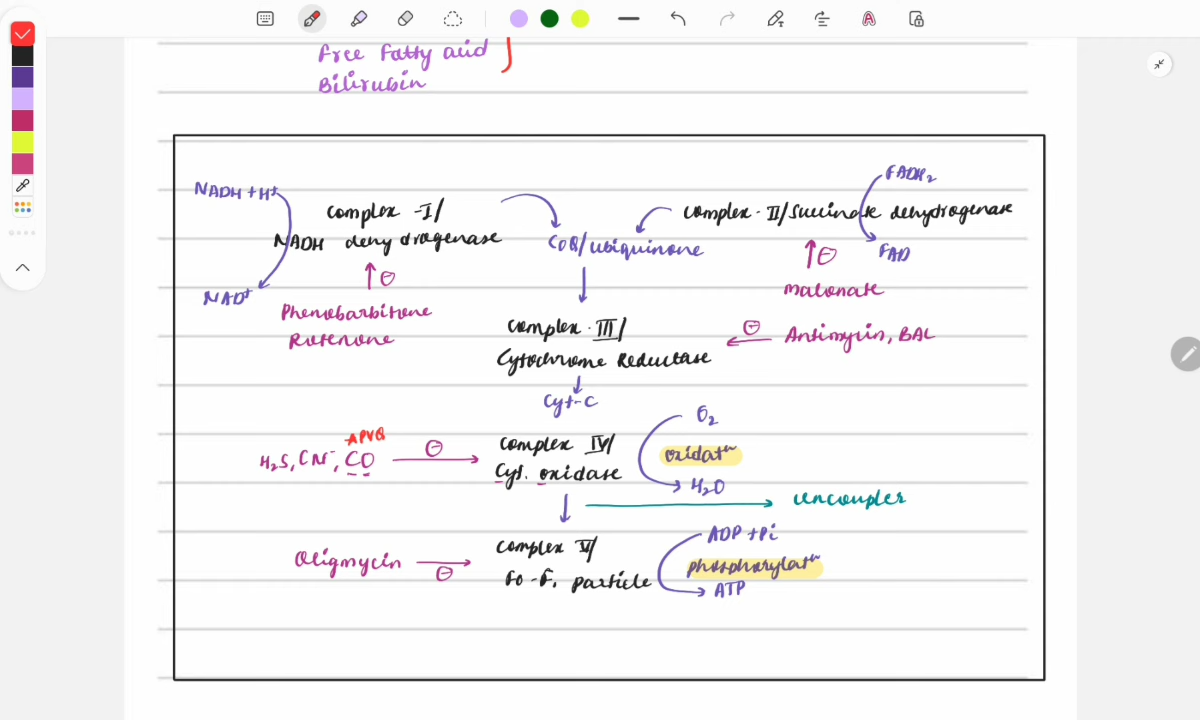 Free Fatty acid
Bilirubin
NADH + H+
Complex - I/
NADH dehydrogenase
CoQ/ubiquinone
Complex - II/Succinate dehydrogenase
FADH2
FAD
NAD+
⊖
Phenobarbitone
Rotenone
⊖
malonate
Complex - III/
Cytochrome Reductase
⊖
Antimycin, BAL
Cyt-C
APVQ
H2S, CN-, CO
⊖
Complex IV/
Cyt. oxidase
O2
oxidatn
H2O
uncoupler
Oligmycin
⊖
Complex V/
Fo-F1 particle
ADP + Pi
phosphorylatn
ATP